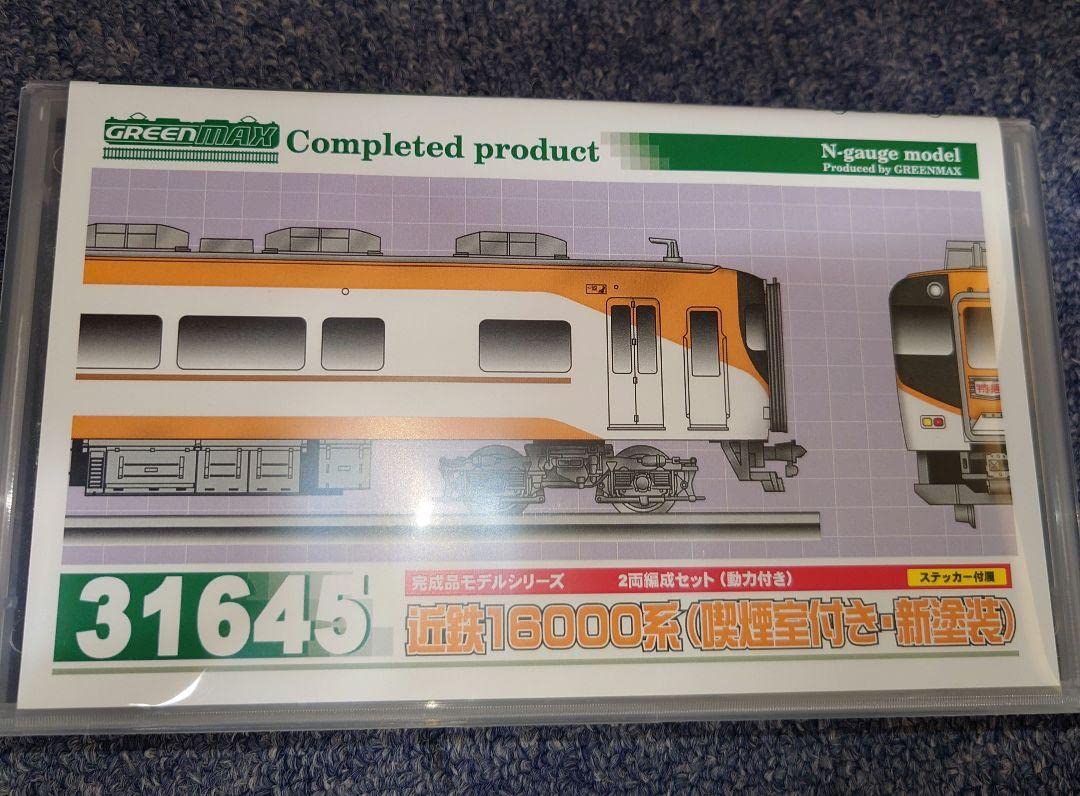 GREENMAX Completed product
N-gauge model
Produced by GREENMAX
特急
31645
完成品モデルシリーズ 2両編成セット(動力付き) ステッカー付属
近鉄16000系(喫煙室付き・新塗装)